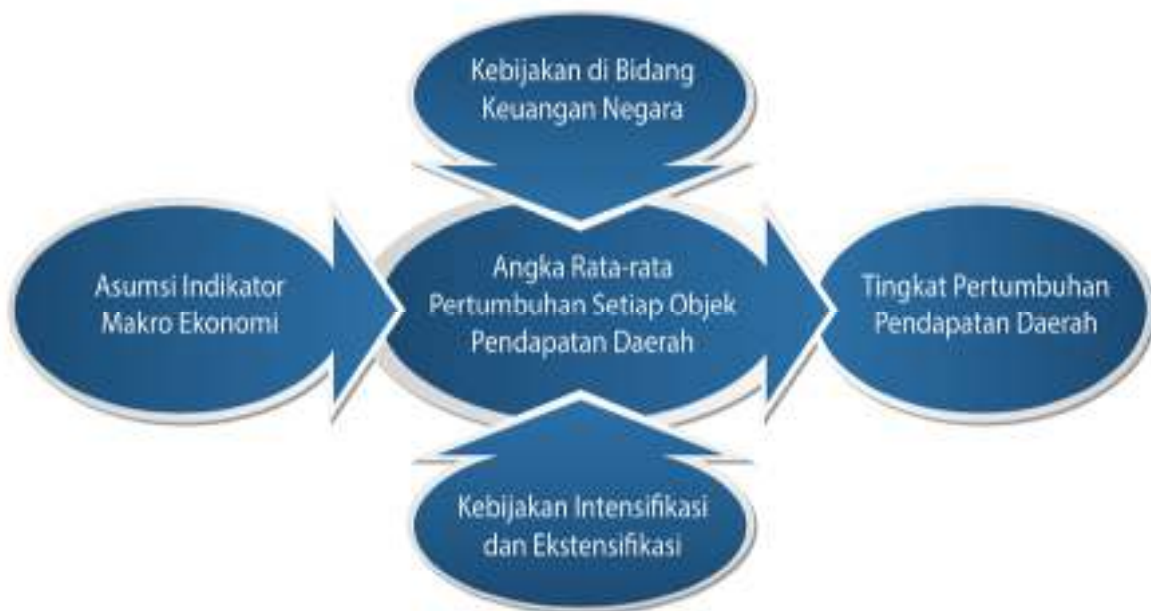 Kebijakan di Bidang
Keuangan Negara
Asumsi Indikator
Makro Ekonomi
Angka Rata-rata
Pertumbuhan Setiap Objek
Pendapatan Daerah
Tingkat Pertumbuhan
Pendapatan Daerah
Kebijakan Intensifikasi
dan Ekstensifikasi